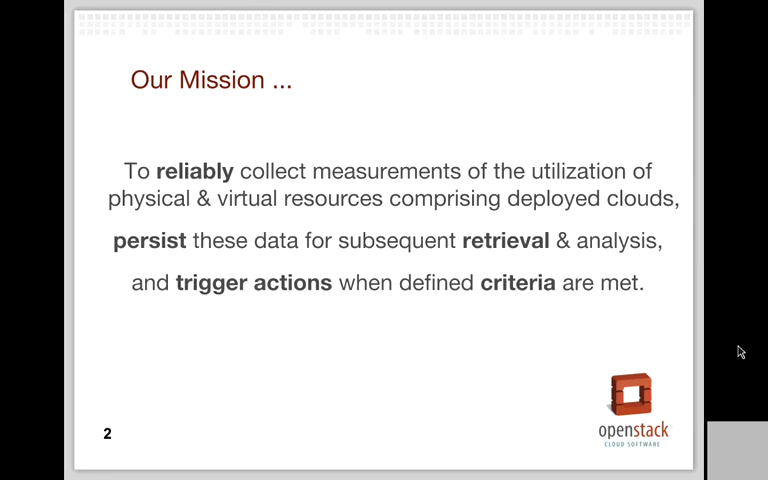 Our Mission ...
To reliably collect measurements of the utilization of
physical & virtual resources comprising deployed clouds,
persist these data for subsequent retrieval & analysis,
and trigger actions when defined criteria are met.
openstack
CLOUD SOFTWARE
2